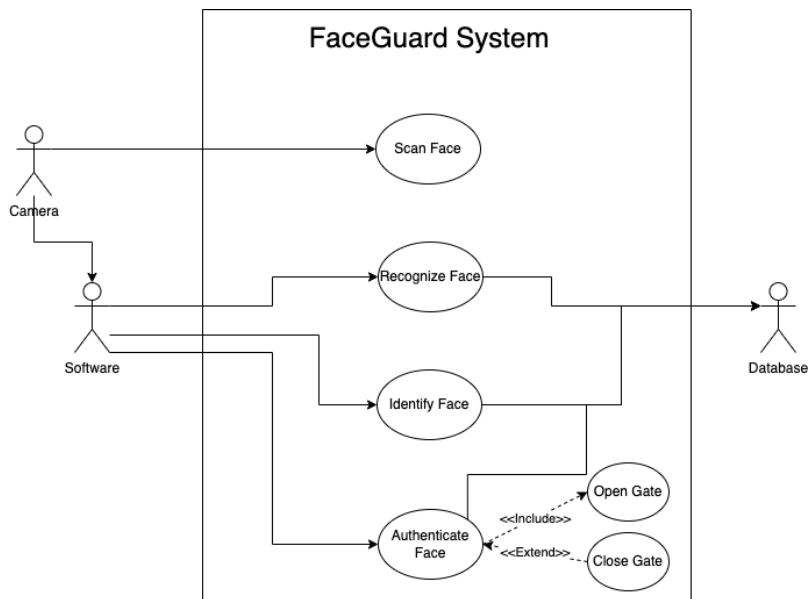 FaceGuard System
Scan Face
Camera
Recognize Face
Software
Database
Identify Face
Open Gate
<<Include>>
Authenticate
Face
<<Extend>>
Close Gate